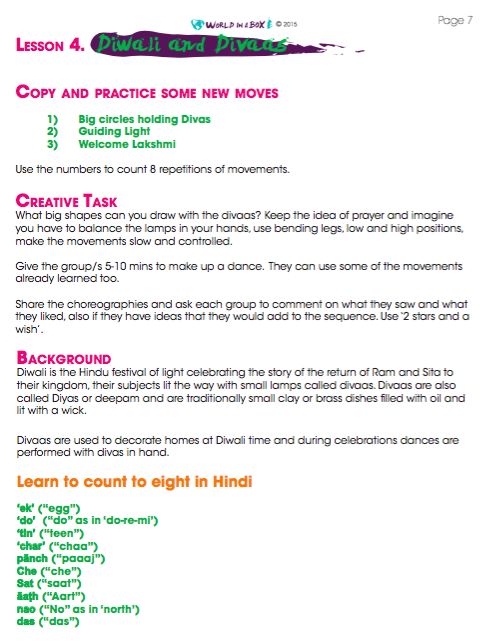 WORLD IN A BOX © 2015
Page 7
LESSON 4. Diwali and Divaas
COPY AND PRACTICE SOME NEW MOVES
1) Big circles holding Divas
2) Guiding Light
3) Welcome Lakshmi
Use the numbers to count 8 repetitions of movements.
CREATIVE TASK
What big shapes can you draw with the divaas? Keep the idea of prayer and imagine
you have to balance the lamps in your hands, use bending legs, low and high positions,
make the movements slow and controlled.
Give the group/s 5-10 mins to make up a dance. They can use some of the movements
already learned too.
Share the choreographies and ask each group to comment on what they saw and what
they liked, also if they have ideas that they would add to the sequence. Use '2 stars and a
wish'.
BACKGROUND
Diwali is the Hindu festival of light celebrating the story of the return of Ram and Sita to
their kingdom, their subjects lit the way with small lamps called divaas. Divaas are also
called Diyas or deepam and are traditionally small clay or brass dishes filled with oil and
lit with a wick.
Divaas are used to decorate homes at Diwali time and during celebrations dances are
performed with divas in hand.
Learn to count to eight in Hindi
'ek' ("egg")
'do' ("do" as in 'do-re-mi')
'tin' ("teen")
'char' ("chaa")
pānch ("paaaj")
Che ("che")
Sat ("saat")
āaṭh ("Aart")
nao ("No" as in 'north')
das ("das")